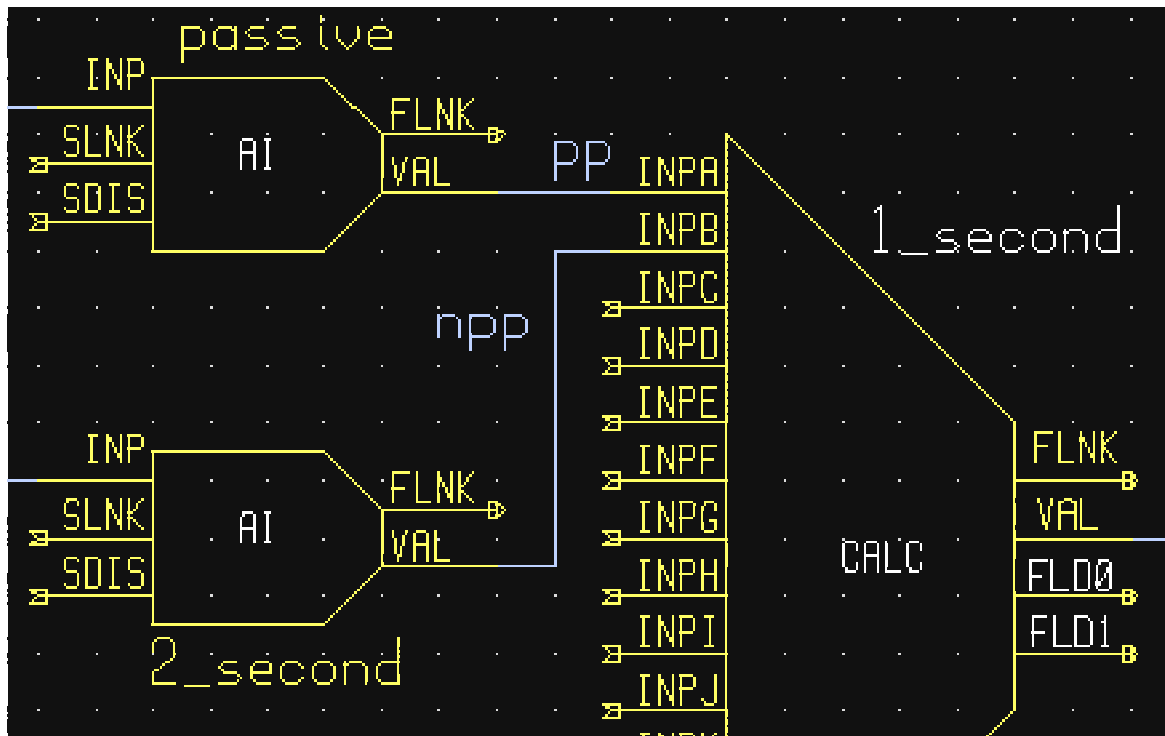 passive
INP
SLNK
SDIS
AI
FLNK
VAL
PP
npp
INP
SLNK
SDIS
AI
FLNK
VAL
2_second
1_second
INPA
INPB
INPC
INPD
INPE
INPF
INPG
INPH
INPI
INPJ
CALC
FLNK
VAL
FLD0
FLD1